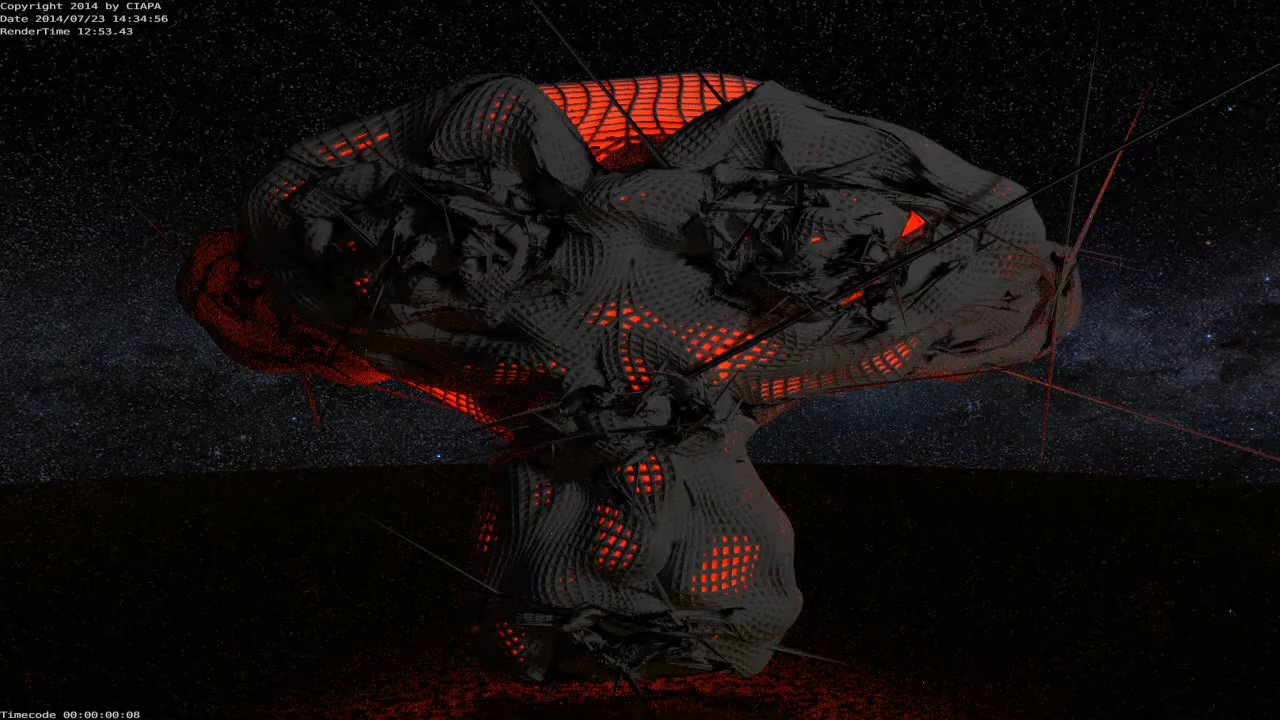 Copyright 2014 by CIAPA
Date 2014/07/23 14:34:56
RenderTime 12:53.43
Timecode 00:00:00:08